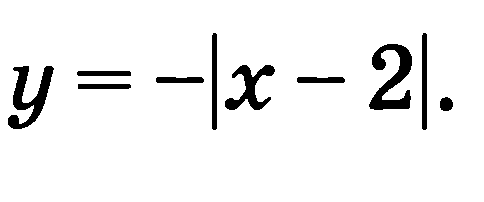 y = -|x - 2|.